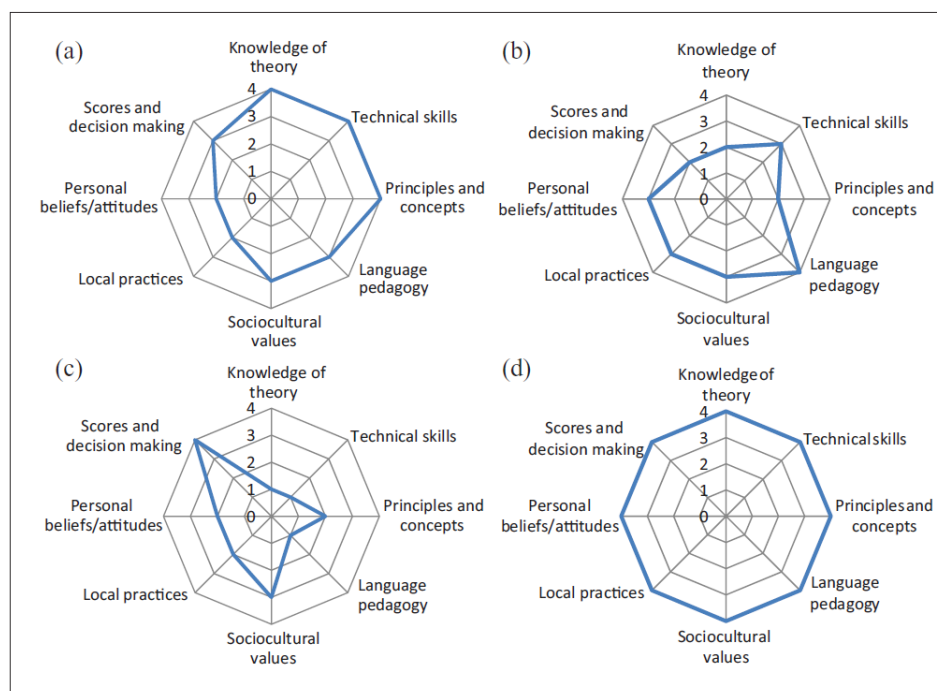 (a)
Knowledge of
theory
4
3
2
1
0
Technical skills
Principles and
concepts
Language
pedagogy
Sociocultural
values
Local practices
Personal
beliefs/attitudes
Scores and
decision making
(b)
Knowledge of
theory
4
3
2
1
0
Technical skills
Principles and
concepts
Language
pedagogy
Sociocultural
values
Local practices
Personal
beliefs/attitudes
Scores and
decision making
(c)
Knowledge of
theory
4
3
2
1
0
Technical skills
Principles and
concepts
Language
pedagogy
Sociocultural
values
Local practices
Personal
beliefs/attitudes
Scores and
decision making
(d)
Knowledge of
theory
4
3
2
1
0
Technical skills
Principles and
concepts
Language
pedagogy
Sociocultural
values
Local practices
Personal
beliefs/attitudes
Scores and
decision making